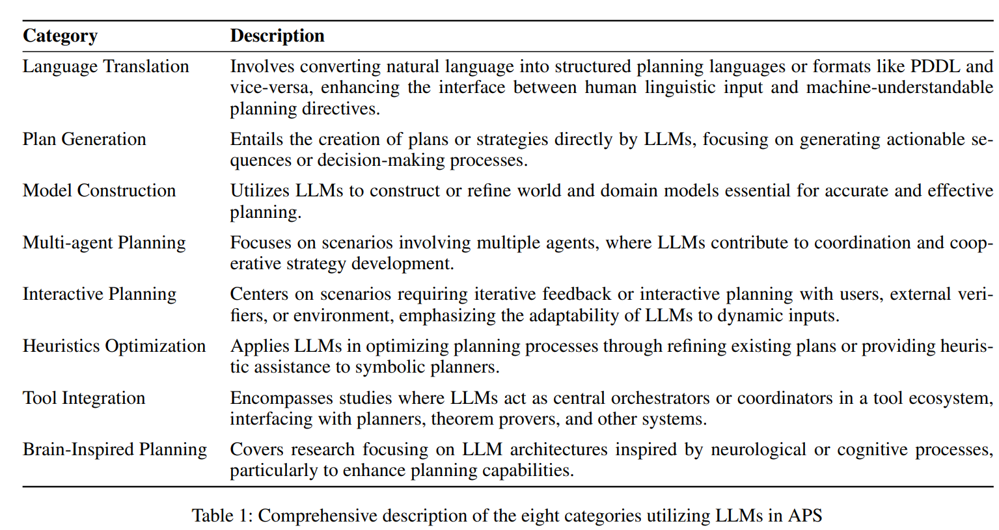 Category Description
Language Translation Involves converting natural language into structured planning languages or formats like PDDL and
vice-versa, enhancing the interface between human linguistic input and machine-understandable
planning directives.
Plan Generation Entails the creation of plans or strategies directly by LLMs, focusing on generating actionable se-
quences or decision-making processes.
Model Construction Utilizes LLMs to construct or refine world and domain models essential for accurate and effective
planning.
Multi-agent Planning Focuses on scenarios involving multiple agents, where LLMs contribute to coordination and coop-
erative strategy development.
Interactive Planning Centers on scenarios requiring iterative feedback or interactive planning with users, external veri-
fiers, or environment, emphasizing the adaptability of LLMs to dynamic inputs.
Heuristics Optimization Applies LLMs in optimizing planning processes through refining existing plans or providing heuris-
tic assistance to symbolic planners.
Tool Integration Encompasses studies where LLMs act as central orchestrators or coordinators in a tool ecosystem,
interfacing with planners, theorem provers, and other systems.
Brain-Inspired Planning Covers research focusing on LLM architectures inspired by neurological or cognitive processes,
particularly to enhance planning capabilities.
Table 1: Comprehensive description of the eight categories utilizing LLMs in APS